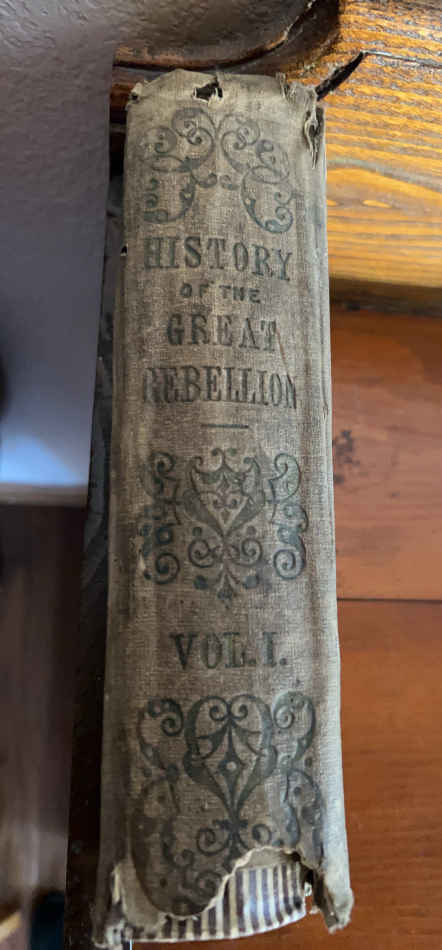 HISTORY
OF THE
GREAT
REBELLION
VOL. I.